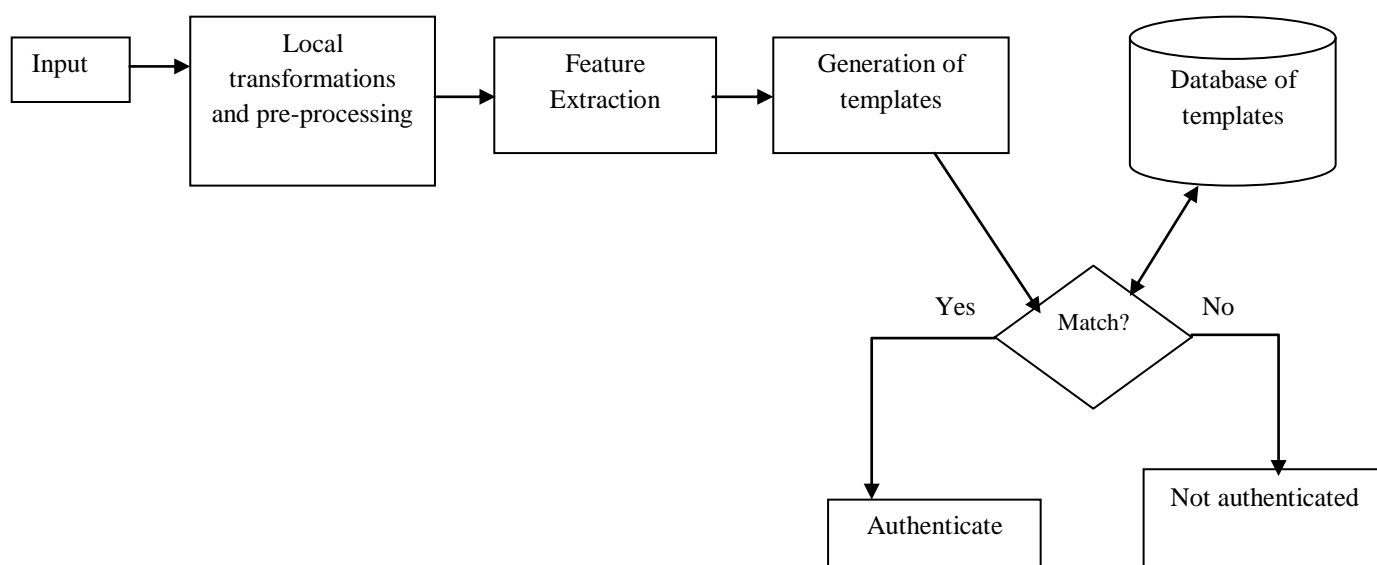 Input
Local
transformations
and pre-processing
Feature
Extraction
Generation of
templates
Database of
templates
Yes
Match?
No
Authenticate
Not authenticated